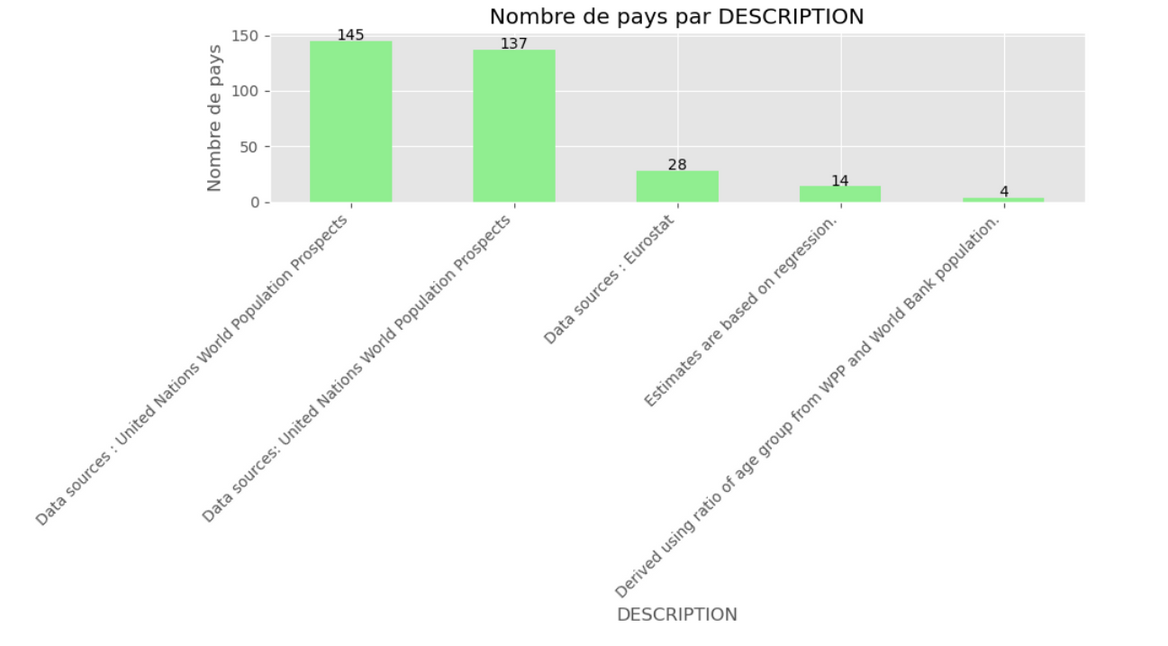 Nombre de pays par DESCRIPTION
Nombre de pays
150
100
50
0
145
137
28
14
4
Data sources : United Nations World Population Prospects
Data sources: United Nations World Population Prospects
Data sources : Eurostat
Estimates are based on regression.
Derived using ratio of age group from WPP and World Bank population.
DESCRIPTION